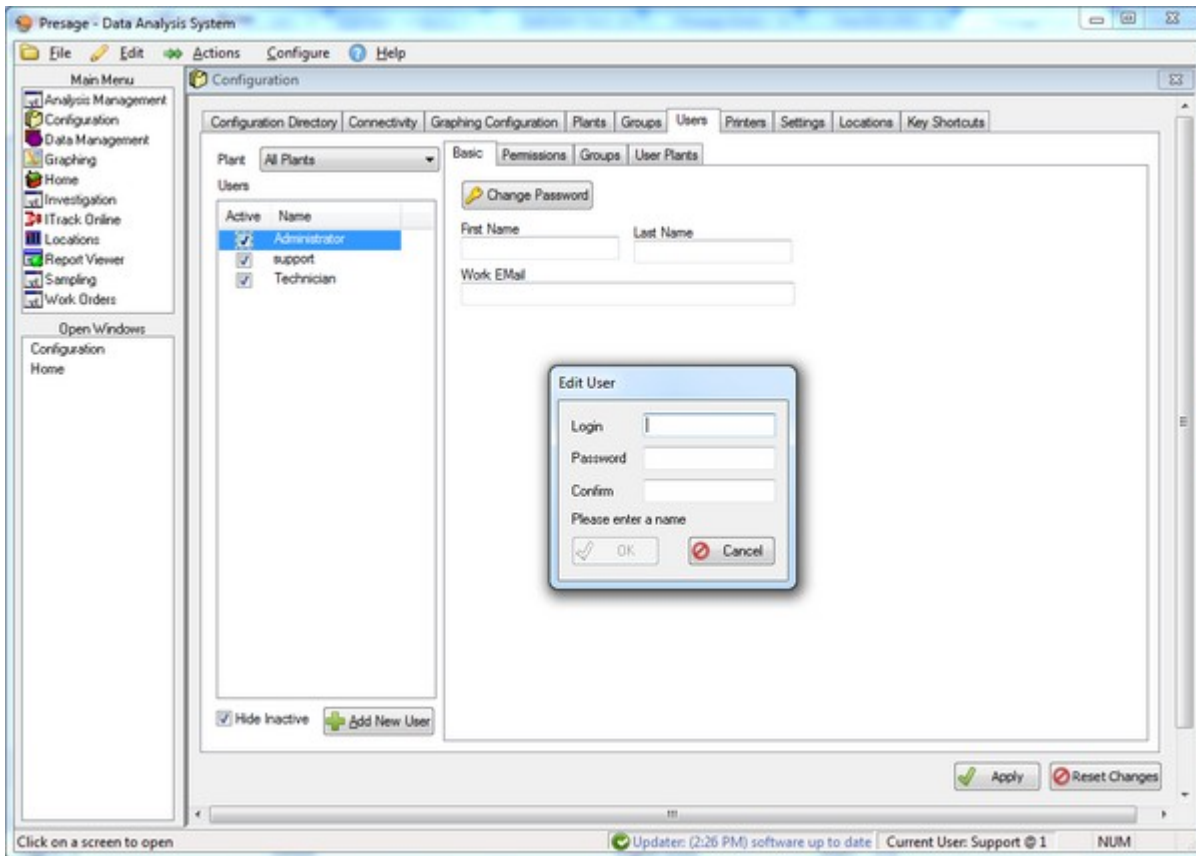 Presage - Data Analysis System
File Edit Actions Configure Help
Main Menu
Analysis Management
Configuration
Data Management
Graphing
Home
Investigation
ITrack Online
Locations
Report Viewer
Sampling
Work Orders
Open Windows
Configuration
Home
Configuration
Configuration Directory Connectivity Graphing Configuration Plants Groups Users Printers Settings Locations Key Shortcuts
Plant All Plants
Users
Active Name
Administrator
support
Technician
Hide Inactive Add New User
Basic Permissions Groups User Plants
Change Password
First Name Last Name
Work EMail
Edit User
Login
Password
Confirm
Please enter a name
OK Cancel
Apply Reset Changes
Click on a screen to open Updater: (2:26 PM) software up to date Current User: Support @ 1 NUM